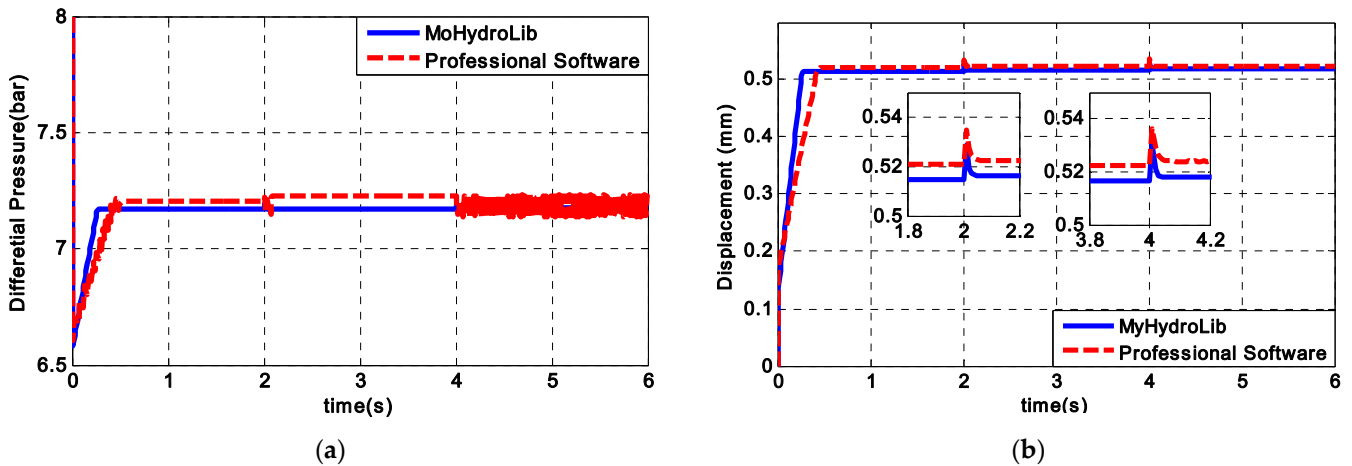 8
7.5
7
6.5
Differential Pressure(bar)
MoHydroLib
Professional Software
0 1 2 3 4 5 6
time(s)
(a)
0.5
0.4
0.3
0.2
0.1
0
Displacement (mm)
0.54
0.52
0.5
1.8 2 2.2
0.54
0.52
0.5
3.8 4 4.2
MyHydroLib
Professional Software
0 1 2 3 4 5 6
time(s)
(b)